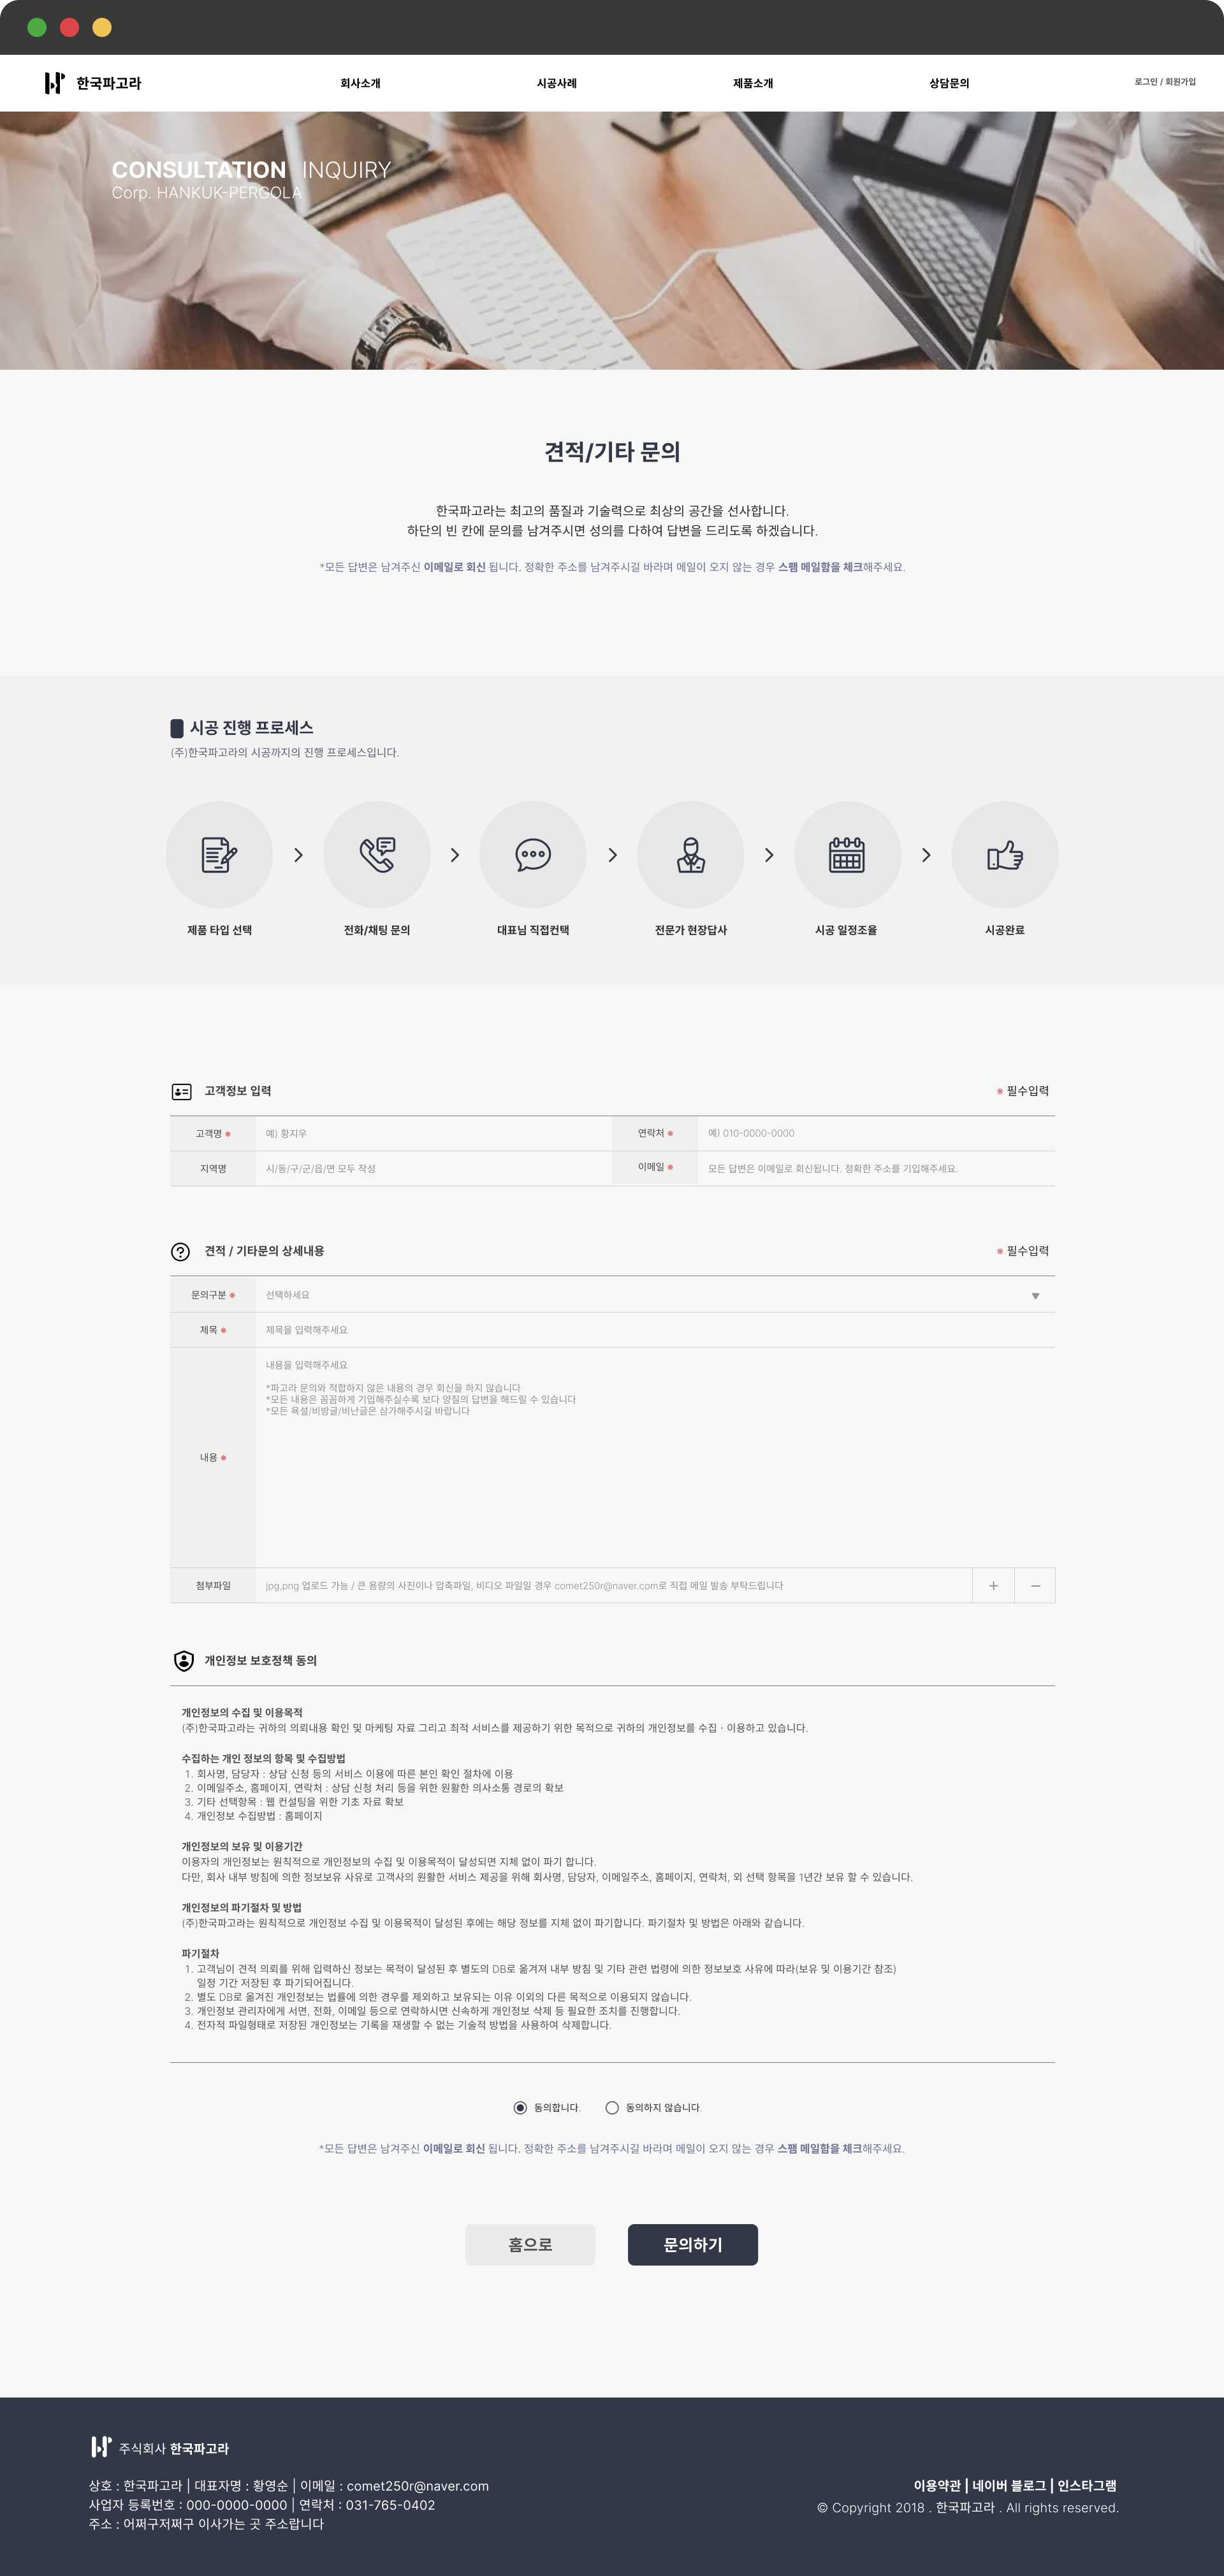 한국파고라
회사소개
시공사례
제품소개
상담문의
로그인 / 회원가입
CONSULTATION INQUIRY
Corp. HANKUK-PERGOLA
견적/기타 문의
한국파고라는 최고의 품질과 기술력으로 최상의 공간을 선사합니다.
하단의 빈 칸에 문의를 남겨주시면 성의를 다하여 답변을 드리도록 하겠습니다.
*모든 답변은 남겨주신 이메일로 회신 됩니다. 정확한 주소를 남겨주시길 바라며 메일이 오지 않는 경우 스팸 메일함을 체크해주세요.
시공 진행 프로세스
(주)한국파고라의 시공까지의 진행 프로세스입니다.
제품 타입 선택
전화/채팅 문의
대표님 직접컨택
전문가 현장답사
시공 일정조율
시공완료
고객정보 입력
※ 필수입력
고객명 ※
예) 황지우
연락처 ※
예) 010-0000-0000
지역명
시/동/구/군/읍/면 모두 작성
이메일 ※
모든 답변은 이메일로 회신됩니다. 정확한 주소를 기입해주세요.
견적 / 기타문의 상세내용
※ 필수입력
문의구분 ※
선택하세요
제목 ※
제목을 입력해주세요
내용 ※
내용을 입력해주세요
*파고라 문의와 적합하지 않은 내용의 경우 회신을 하지 않습니다
*모든 내용은 꼼꼼하게 기입해주실수록 보다 양질의 답변을 해드릴 수 있습니다
*모든 욕설/비방글/비난글은 삼가해주시길 바랍니다
첨부파일
jpg,png 업로드 가능 / 큰 용량의 사진이나 압축파일, 비디오 파일일 경우 comet250r@naver.com로 직접 메일 발송 부탁드립니다
개인정보 보호정책 동의
개인정보의 수집 및 이용목적
(주)한국파고라는 귀하의 의뢰내용 확인 및 마케팅 자료 그리고 최적 서비스를 제공하기 위한 목적으로 귀하의 개인정보를 수집 · 이용하고 있습니다.
수집하는 개인 정보의 항목 및 수집방법
1. 회사명, 담당자 : 상담 신청 등의 서비스 이용에 따른 본인 확인 절차에 이용
2. 이메일주소, 홈페이지, 연락처 : 상담 신청 처리 등을 위한 원활한 의사소통 경로의 확보
3. 기타 선택항목 : 웹 컨설팅을 위한 기초 자료 확보
4. 개인정보 수집방법 : 홈페이지
개인정보의 보유 및 이용기간
이용자의 개인정보는 원칙적으로 개인정보의 수집 및 이용목적이 달성되면 지체 없이 파기 합니다.
다만, 회사 내부 방침에 의한 정보보유 사유로 고객사의 원활한 서비스 제공을 위해 회사명, 담당자, 이메일주소, 홈페이지, 연락처, 외 선택 항목을 1년간 보유 할 수 있습니다.
개인정보의 파기절차 및 방법
(주)한국파고라는 원칙적으로 개인정보 수집 및 이용목적이 달성된 후에는 해당 정보를 지체 없이 파기합니다. 파기절차 및 방법은 아래와 같습니다.
파기절차
1. 고객님이 견적 의뢰를 위해 입력하신 정보는 목적이 달성된 후 별도의 DB로 옮겨져 내부 방침 및 기타 관련 법령에 의한 정보보호 사유에 따라(보유 및 이용기간 참조)
일정 기간 저장된 후 파기되어집니다.
2. 별도 DB로 옮겨진 개인정보는 법률에 의한 경우를 제외하고 보유되는 이유 이외의 다른 목적으로 이용되지 않습니다.
3. 개인정보 관리자에게 서면, 전화, 이메일 등으로 연락하시면 신속하게 개인정보 삭제 등 필요한 조치를 진행합니다.
4. 전자적 파일형태로 저장된 개인정보는 기록을 재생할 수 없는 기술적 방법을 사용하여 삭제합니다.
동의합니다.
동의하지 않습니다.
*모든 답변은 남겨주신 이메일로 회신 됩니다. 정확한 주소를 남겨주시길 바라며 메일이 오지 않는 경우 스팸 메일함을 체크해주세요.
홈으로
문의하기
주식회사 한국파고라
상호 : 한국파고라 | 대표자명 : 황영순 | 이메일 : comet250r@naver.com
사업자 등록번호 : 000-0000-0000 | 연락처 : 031-765-0402
주소 : 어쩌구저쩌구 이사가는 곳 주소랍니다
이용약관 | 네이버 블로그 | 인스타그램
© Copyright 2018 . 한국파고라 . All rights reserved.